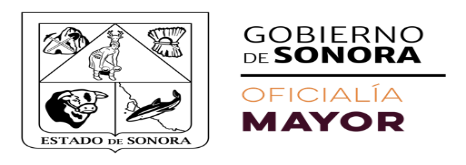 ESTADO DE SONORA
GOBIERNO
DE SONORA
OFICIALÍA
MAYOR